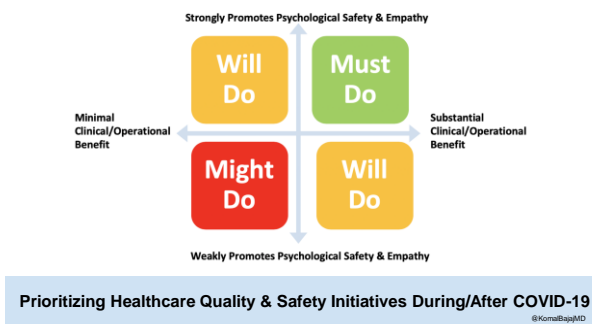 Strongly Promotes Psychological Safety & Empathy
Will
Do
Must
Do
Minimal
Clinical/Operational
Benefit
Substantial
Clinical/Operational
Benefit
Might
Do
Will
Do
Weakly Promotes Psychological Safety & Empathy
Prioritizing Healthcare Quality & Safety Initiatives During/After COVID-19
@KomalBajajMD